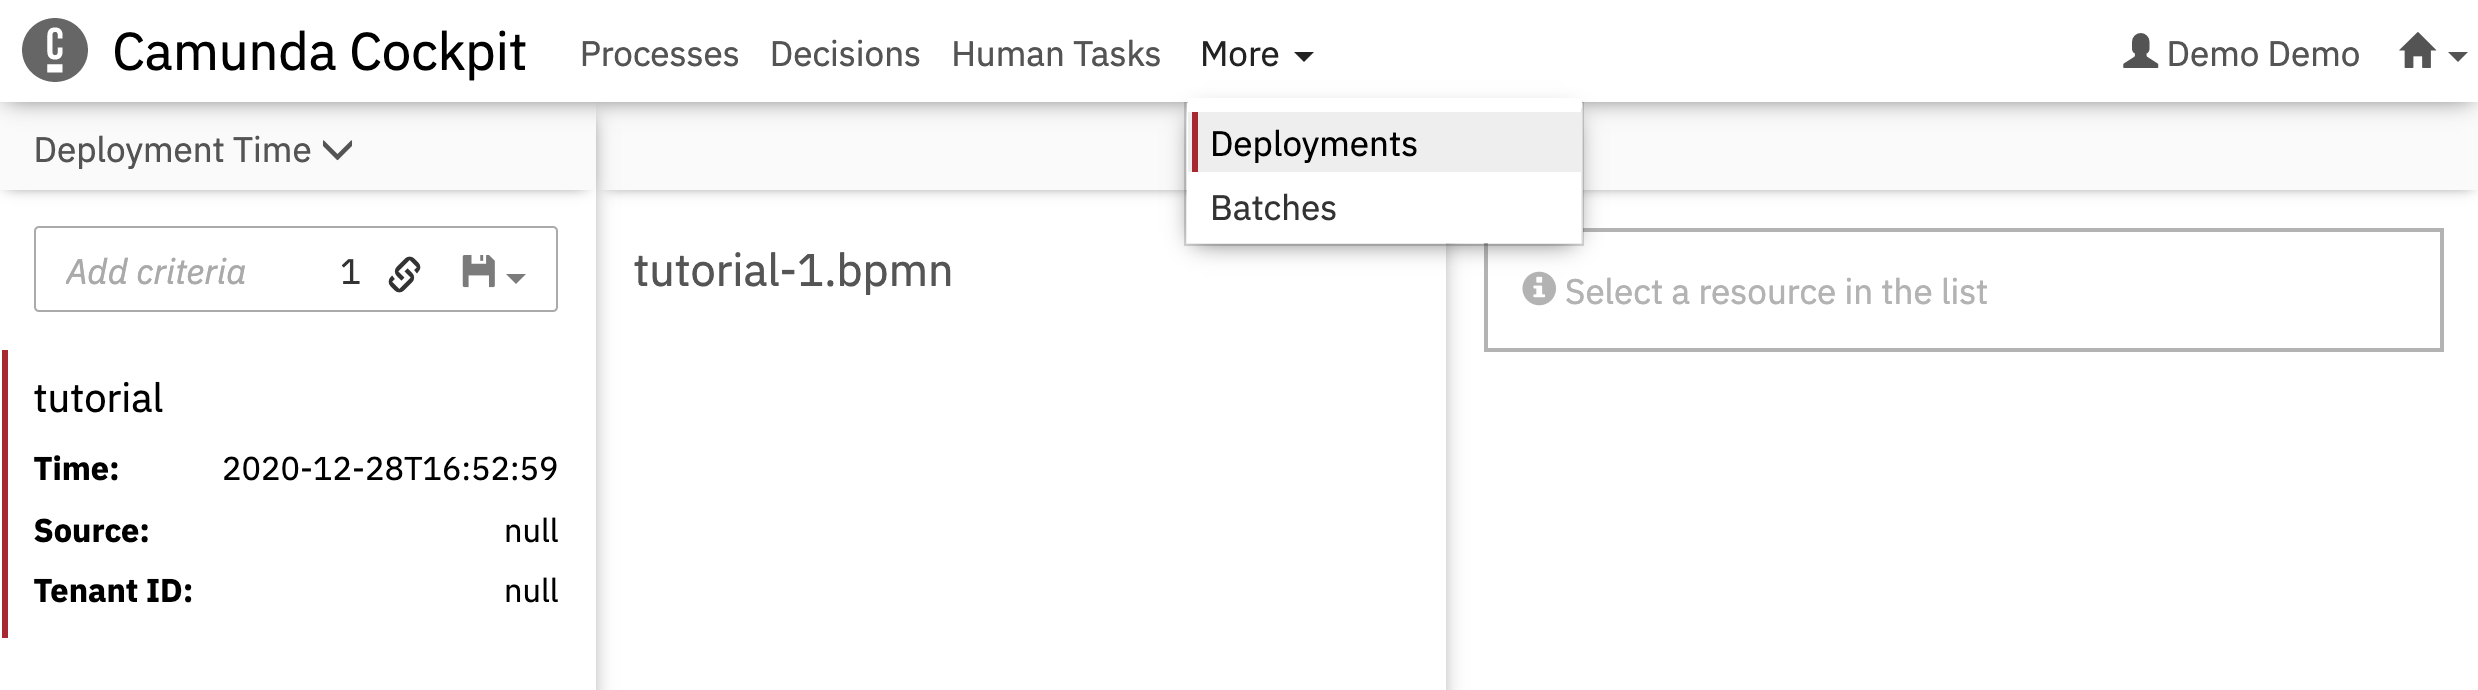 Camunda Cockpit Processes Decisions Human Tasks More Demo Demo
Deployments
Batches
Deployment Time
Add criteria 1
tutorial
Time: 2020-12-28T16:52:59
Source: null
Tenant ID: null
tutorial-1.bpmn
Select a resource in the list